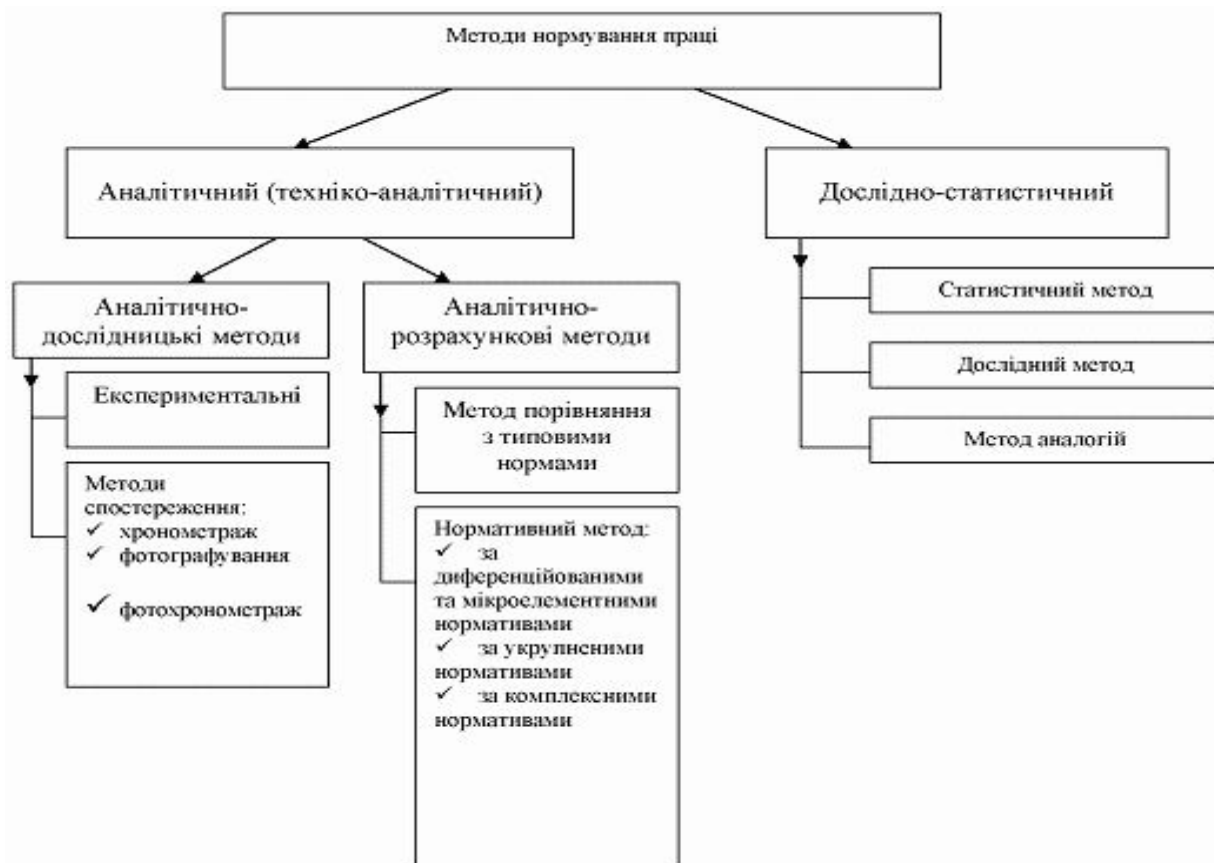 Методи нормування праці
Аналітичний (техніко-аналітичний)
Дослідно-статистичний
Аналітично-
дослідницькі методи
Експериментальні
Методи
спостереження:
✓ хронометраж
✓ фотографування
✓ фотохронометраж
Аналітично-
розрахункові методи
Метод порівняння
з типовими
нормами
Нормативний метод:
✓ за
диференційованими
та мікроелементними
нормативами
✓ за укрупненими
нормативами
✓ за комплексними
нормативами
Статистичний метод
Дослідний метод
Метод аналогій